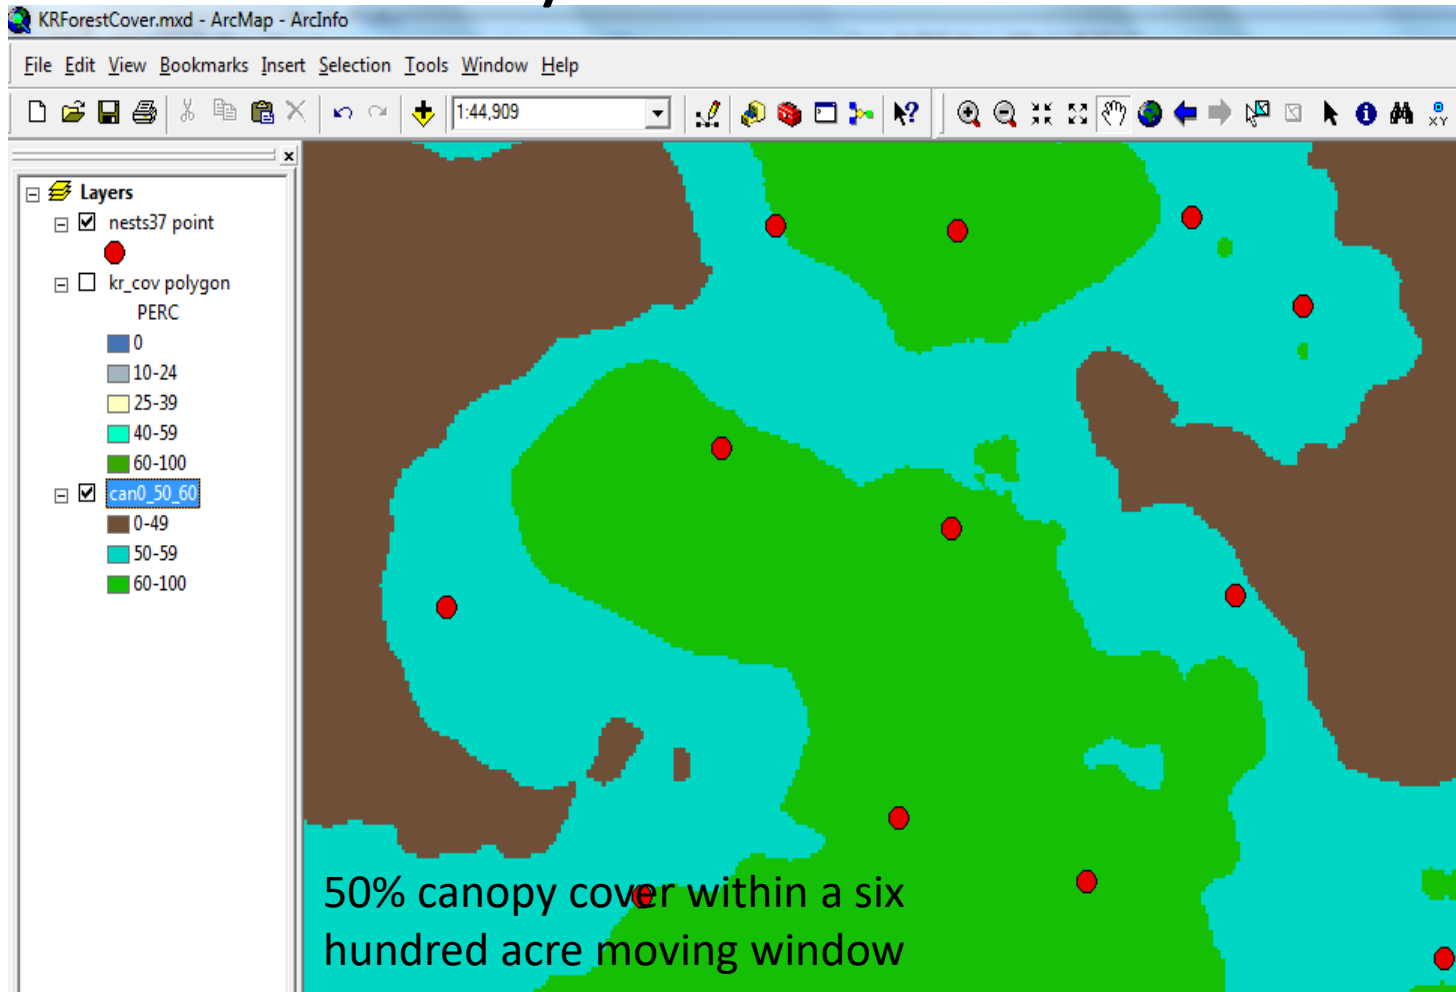 KRForestCover.mxd - ArcMap - ArcInfo
File Edit View Bookmarks Insert Selection Tools Window Help
1:44,909
XY
Layers
nests37 point
kr_cov polygon
PERC
0
10-24
25-39
40-59
60-100
can0_50_60
0-49
50-59
60-100
50% canopy cover within a six
hundred acre moving window